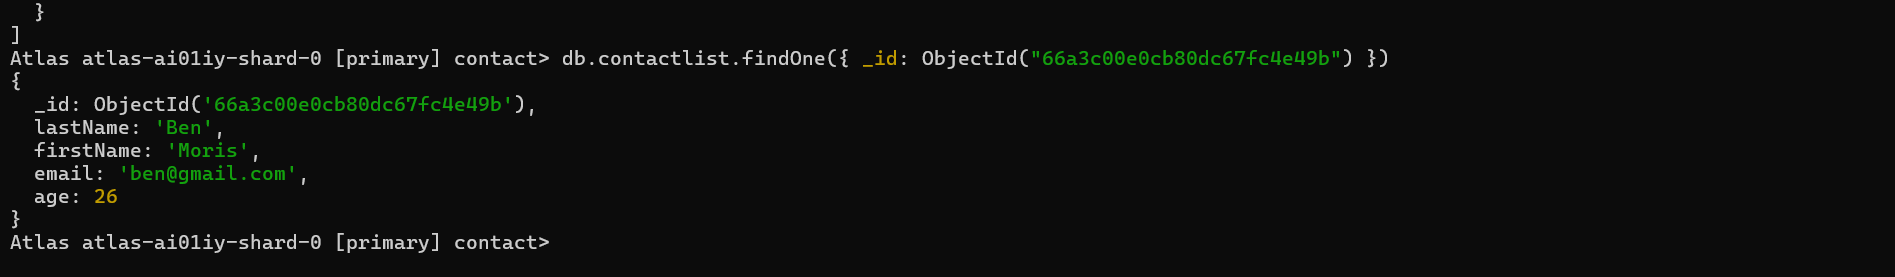 }
]
Atlas atlas-ai01iy-shard-0 [primary] contact> db.contactlist.findOne({ _id: ObjectId("66a3c00e0cb80dc67fc4e49b") })
{
_id: ObjectId('66a3c00e0cb80dc67fc4e49b'),
lastName: 'Ben',
firstName: 'Moris',
email: 'ben@gmail.com',
age: 26
}
Atlas atlas-ai01iy-shard-0 [primary] contact>